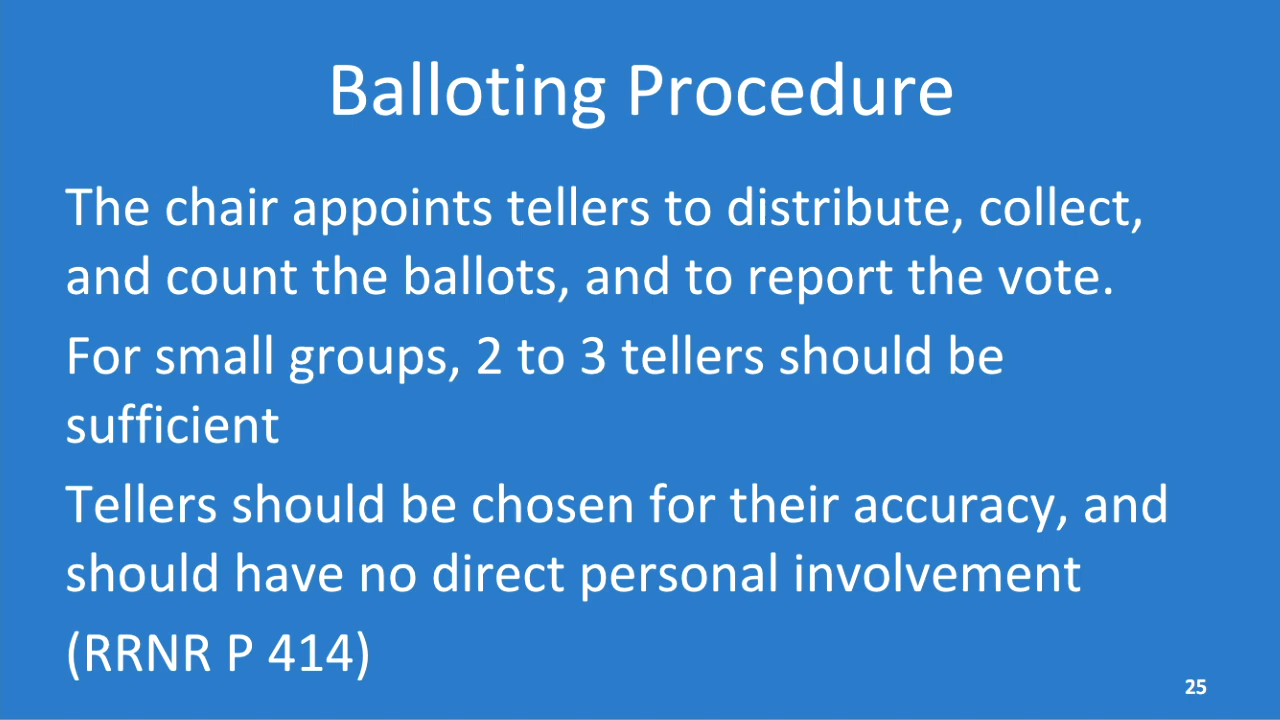 Balloting Procedure
The chair appoints tellers to distribute, collect,
and count the ballots, and to report the vote.
For small groups, 2 to 3 tellers should be
sufficient
Tellers should be chosen for their accuracy, and
should have no direct personal involvement
(RRNR P 414)
25